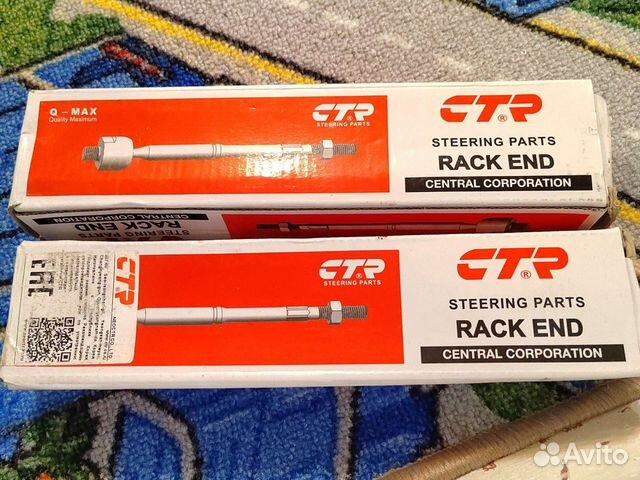 Q – MAX
Quality Maximum
CTR
STEERING PARTS
CTR ®
STEERING PARTS
RACK END
CENTRAL CORPORATION
CENTRAL CORPORATION
RACK END
STEERING PARTS
EAC
CTR
CTR
STEERING PARTS
CTR ®
STEERING PARTS
RACK END
CENTRAL CORPORATION
Avito